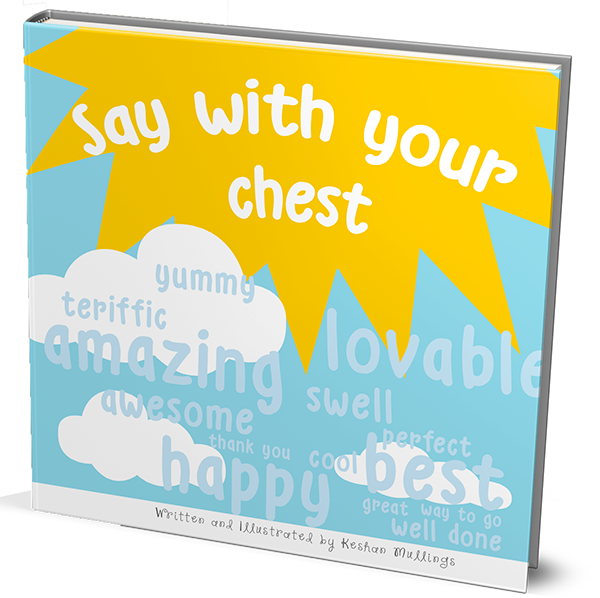 Say with your
chest
yummy
teriffic
amazing
lovable
awesome
swell
thank you
perfect
happy
cool
best
great way to go
well done
Written and Illustrated by Keshan Mullings